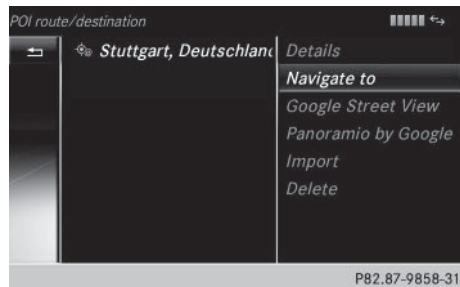 POI route/destination
Stuttgart, Deutschland
Details
Navigate to
Google Street View
Panoramio by Google
Import
Delete
P82.87-9858-31